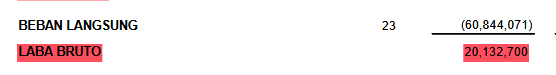 BEBAN LANGSUNG 23 (60,844,071)
LABA BRUTO 20,132,700